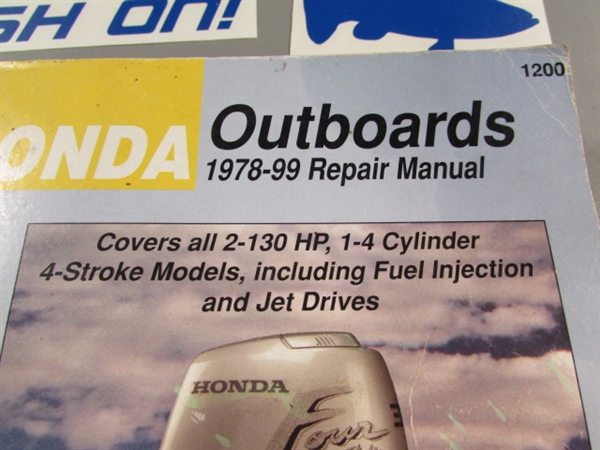 SH ON!
1200
ONDA Outboards
1978-99 Repair Manual
Covers all 2-130 HP, 1-4 Cylinder
4-Stroke Models, including Fuel Injection
and Jet Drives
HONDA
Four